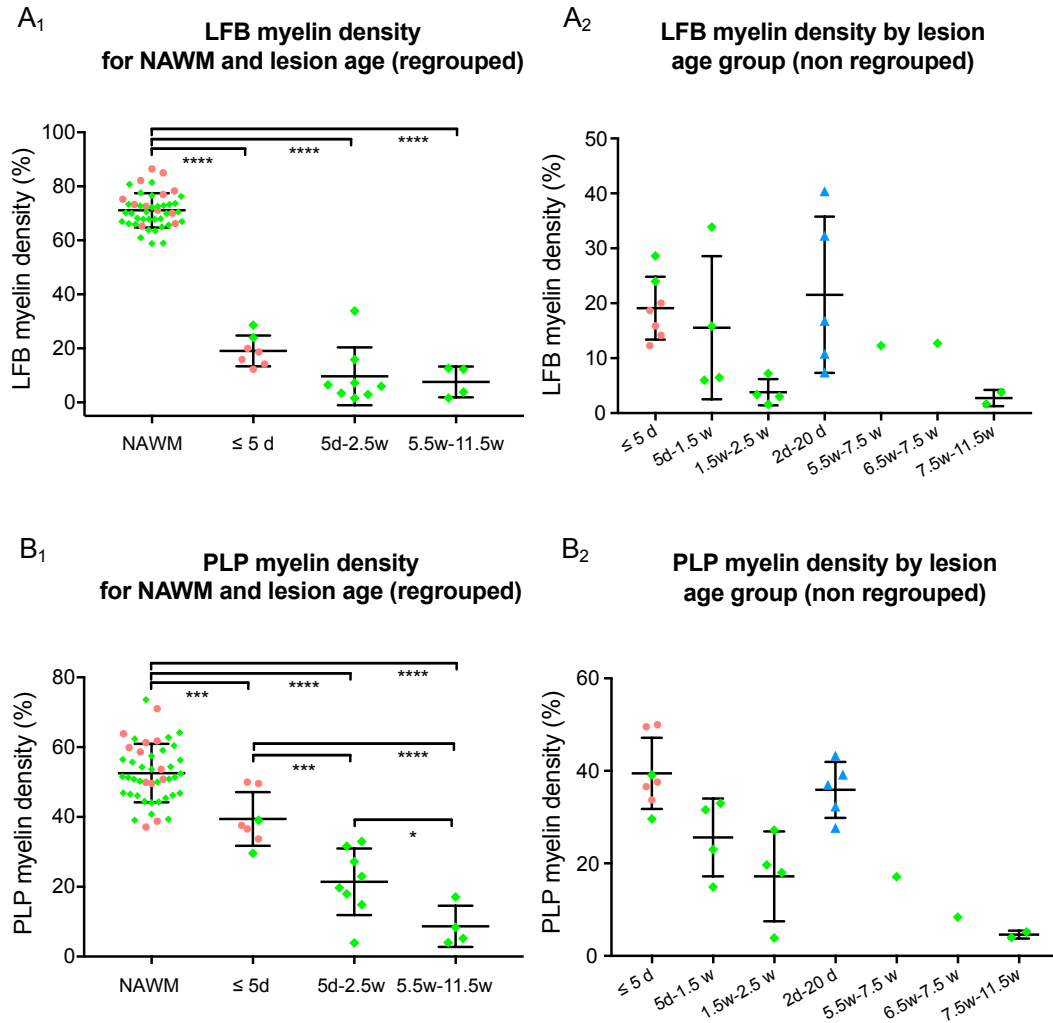 A1
LFB myelin density
for NAWM and lesion age (regrouped)
LFB myelin density (%)
100
80
60
40
20
0
****
****
****
NAWM
≤ 5 d
5d-2.5w
5.5w-11.5w
A2
LFB myelin density by lesion
age group (non regrouped)
LFB myelin density (%)
50
40
30
20
10
0
≤ 5 d
5d-1.5 w
1.5w-2.5 w
2d-20 d
5.5w-7.5 w
6.5w-7.5 w
7.5w-11.5w
B1
PLP myelin density
for NAWM and lesion age (regrouped)
PLP myelin density (%)
80
60
40
20
0
***
****
****
***
****
*
NAWM
≤ 5d
5d-2.5w
5.5w-11.5w
B2
PLP myelin density by lesion
age group (non regrouped)
PLP myelin density (%)
60
40
20
0
≤ 5 d
5d-1.5 w
1.5w-2.5 w
2d-20 d
5.5w-7.5 w
6.5w-7.5 w
7.5w-11.5w